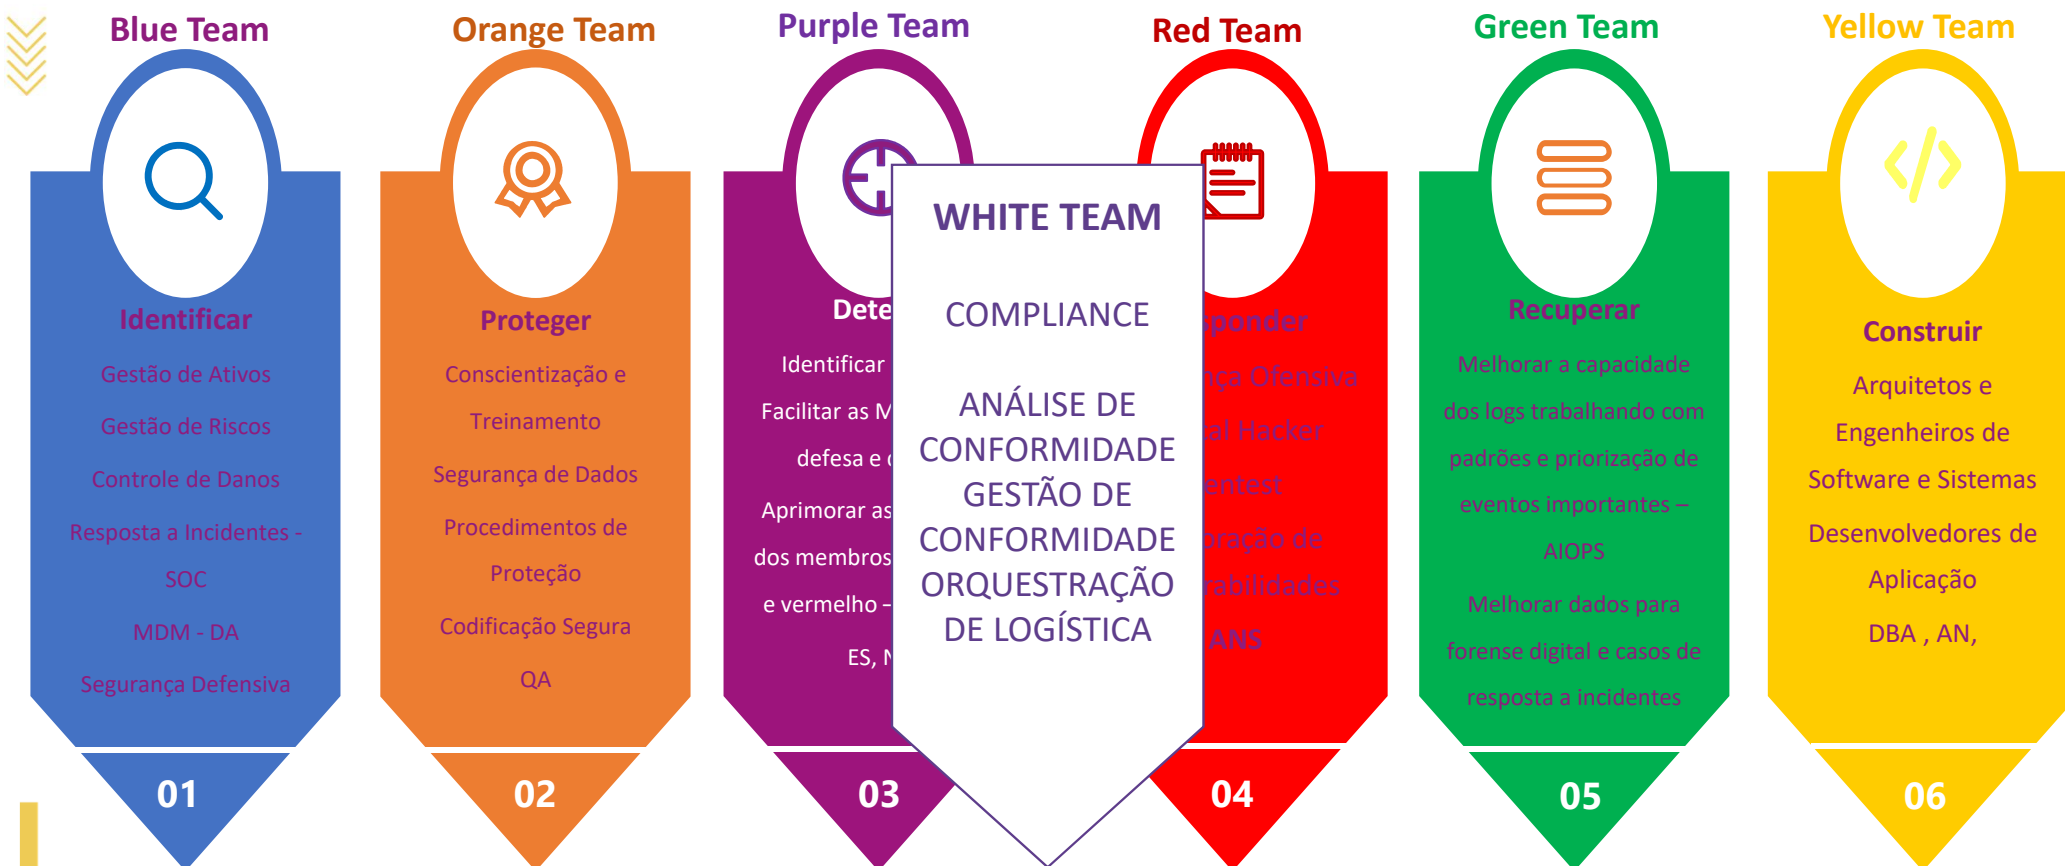 Blue Team
Identificar
Gestão de Ativos
Gestão de Riscos
Controle de Danos
Resposta a Incidentes -
SOC
MDM - DA
Segurança Defensiva
01
Orange Team
Proteger
Conscientização e
Treinamento
Segurança de Dados
Procedimentos de
Proteção
Codificação Segura
QA
02
Purple Team
Identificar
Facilitar as
defesa e
Aprimorar as
dos membros
e vermelho –
ES,
03
WHITE TEAM
COMPLIANCE
ANÁLISE DE
CONFORMIDADE
GESTÃO DE
CONFORMIDADE
ORQUESTRAÇÃO
DE LOGÍSTICA
Red Team
Ofensiva
Hacker
de
ANS
04
Green Team
Recuperar
Melhorar a capacidade
dos logs trabalhando com
padrões e priorização de
eventos importantes –
AIOPS
Melhorar dados para
forense digital e casos de
resposta a incidentes
05
Yellow Team
Construir
Arquitetos e
Engenheiros de
Software e Sistemas
Desenvolvedores de
Aplicação
DBA , AN,
06